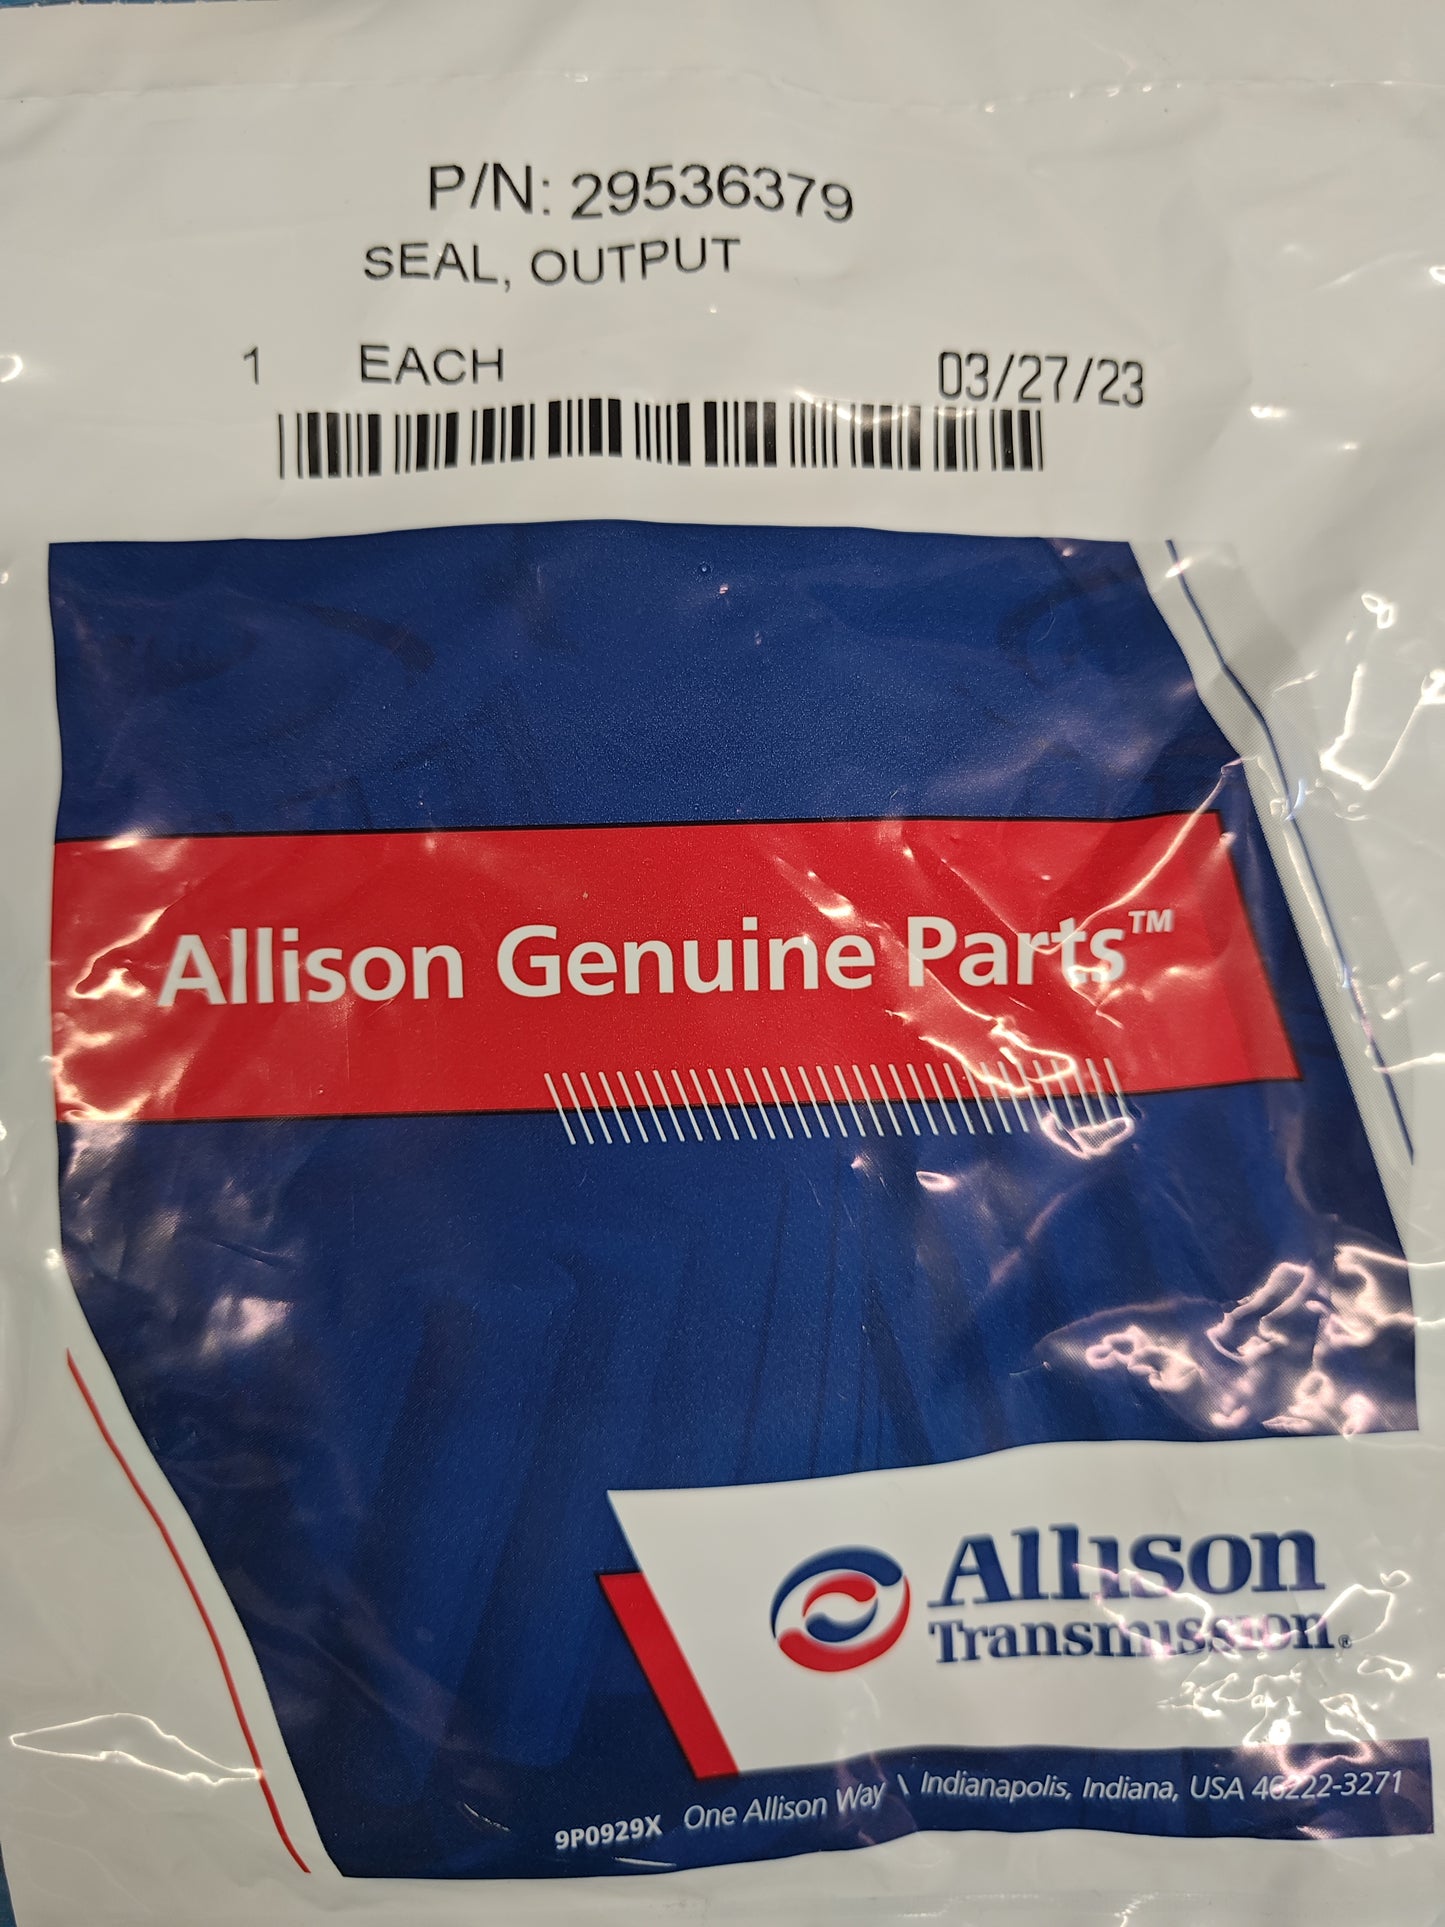 P/N: 29536379
SEAL, OUTPUT
1 EACH 03/27/23
Allison Genuine Parts™
Allison
Transmission®
9P0929X One Allison Way \ Indianapolis, Indiana, USA 46222-3271